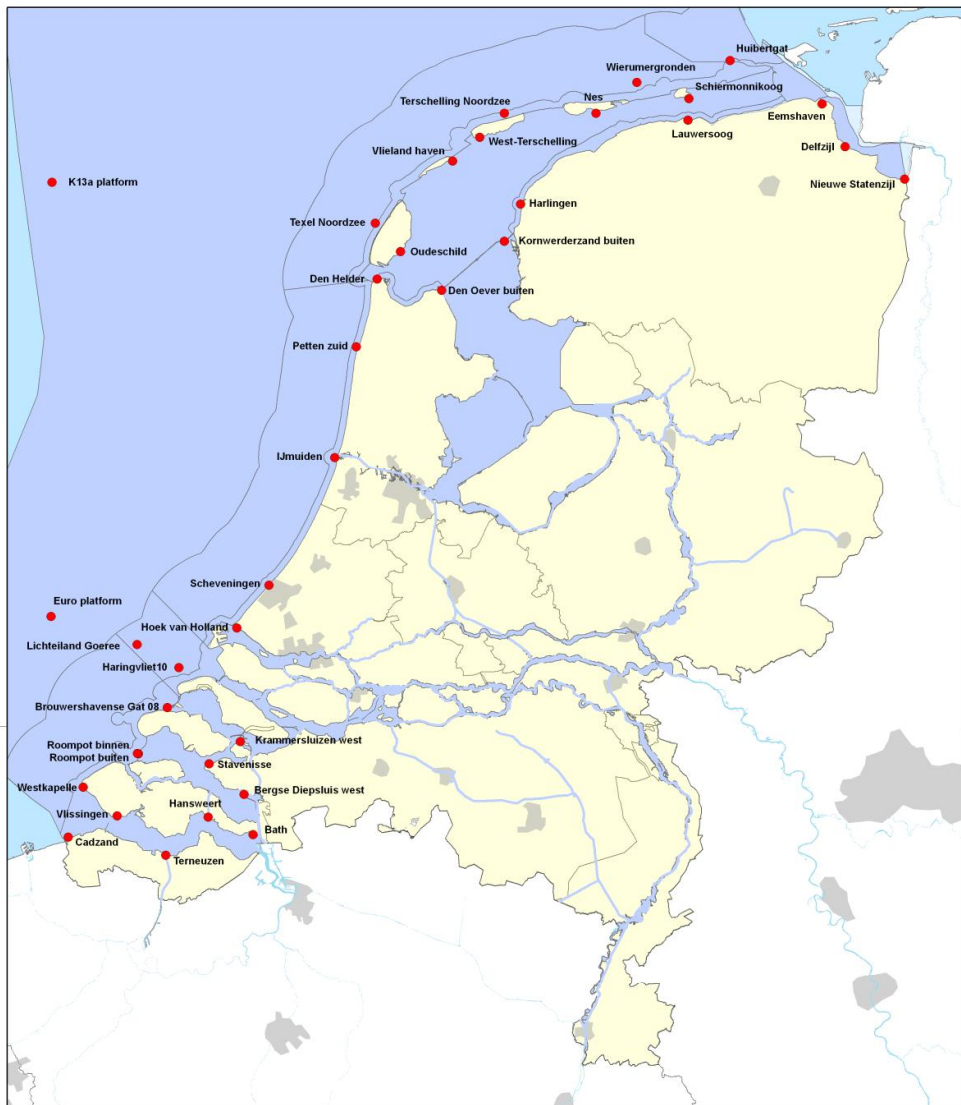 Huibertgat
Wierumergronden
Schiermonnikoog
Nes
Terschelling Noordzee
Eemshaven
Lauwersoog
West-Terschelling
Delfzijl
Vlieland haven
K13a platform
Nieuwe Statenzijl
Harlingen
Texel Noordzee
Kornwerderzand buiten
Oudeschild
Den Helder
Den Oever buiten
Petten zuid
IJmuiden
Scheveningen
Euro platform
Hoek van Holland
Lichteiland Goeree
Haringvliet10
Brouwershavense Gat 08
Krammersluizen west
Roompot binnen
Roompot buiten
Stavenisse
Westkapelle
Bergse Diepsluis west
Hansweert
Vlissingen
Bath
Cadzand
Terneuzen